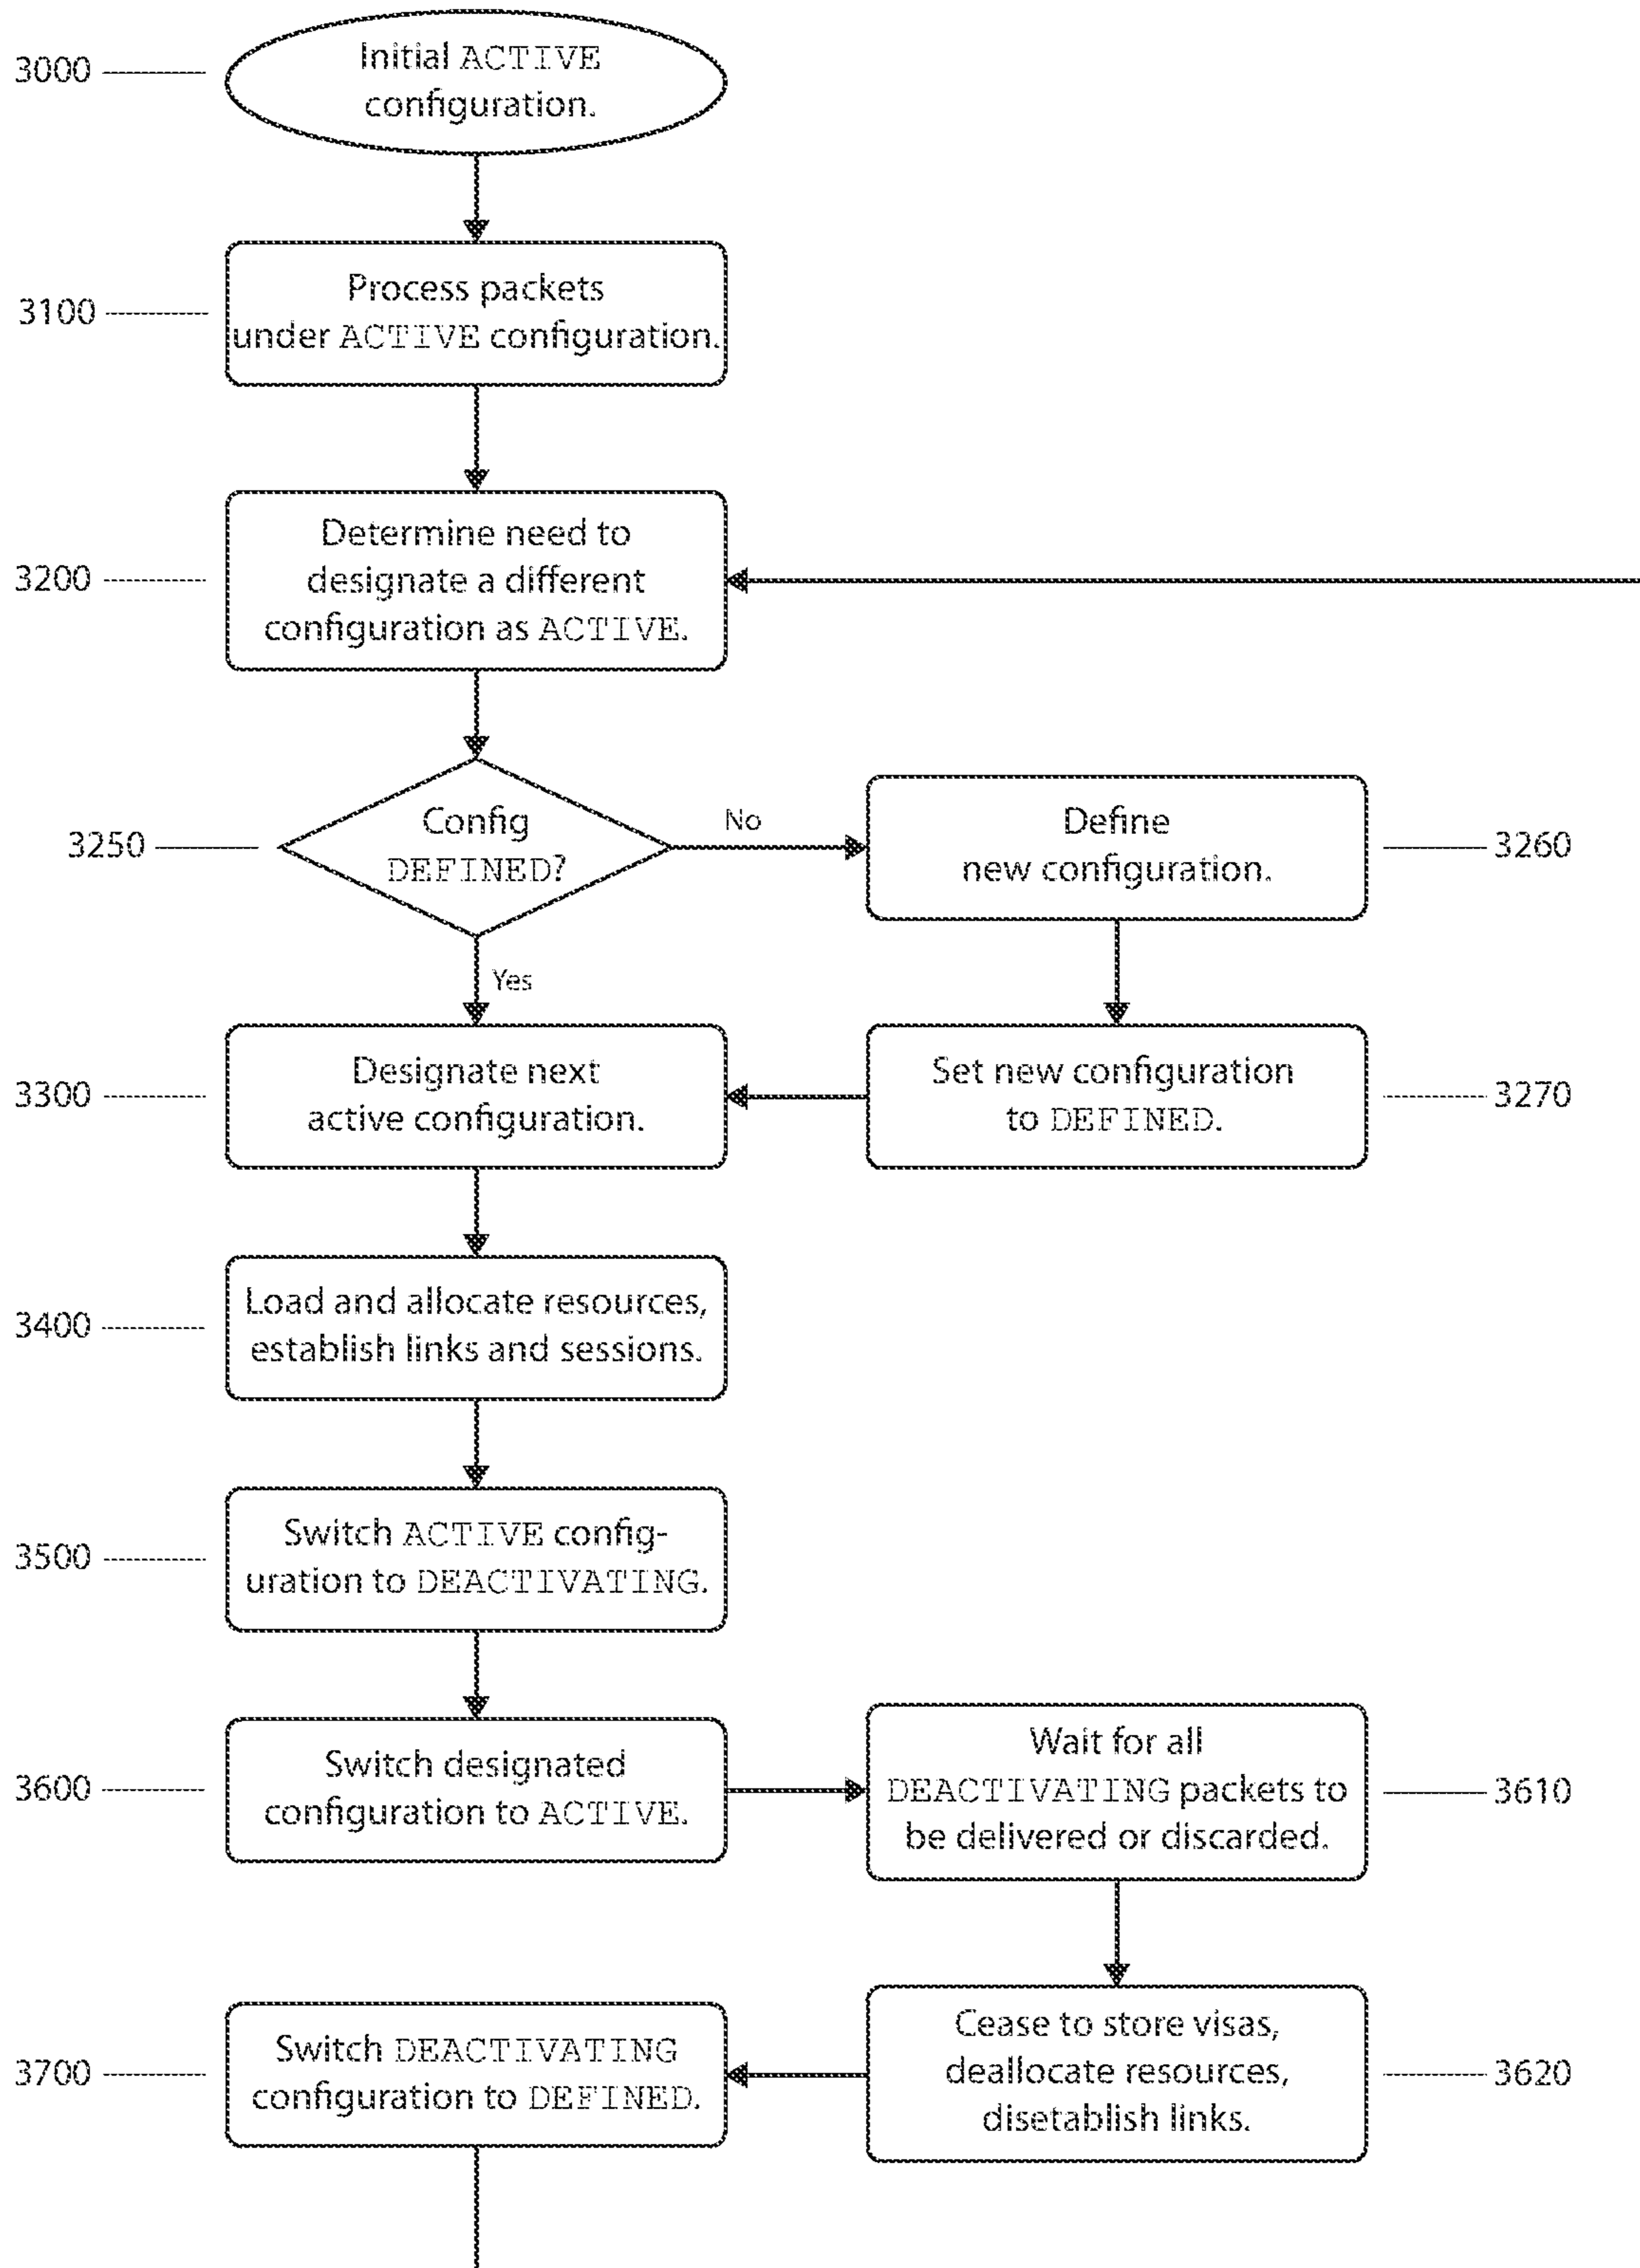 3000
Initial ACTIVE
configuration.
3100
Process packets
under ACTIVE configuration.
3200
Determine need to
designate a different
configuration as ACTIVE.
3250
Config
DEFINED?
No
Define
new configuration.
3260
Yes
3300
Designate next
active configuration.
Set new configuration
to DEFINED.
3270
3400
Load and allocate resources,
establish links and sessions.
3500
Switch ACTIVE config-
uration to DEACTIVATING.
3600
Switch designated
configuration to ACTIVE.
Wait for all
DEACTIVATING packets to
be delivered or discarded.
3610
3700
Switch DEACTIVATING
configuration to DEFINED.
Cease to store visas,
deallocate resources,
disetablish links.
3620